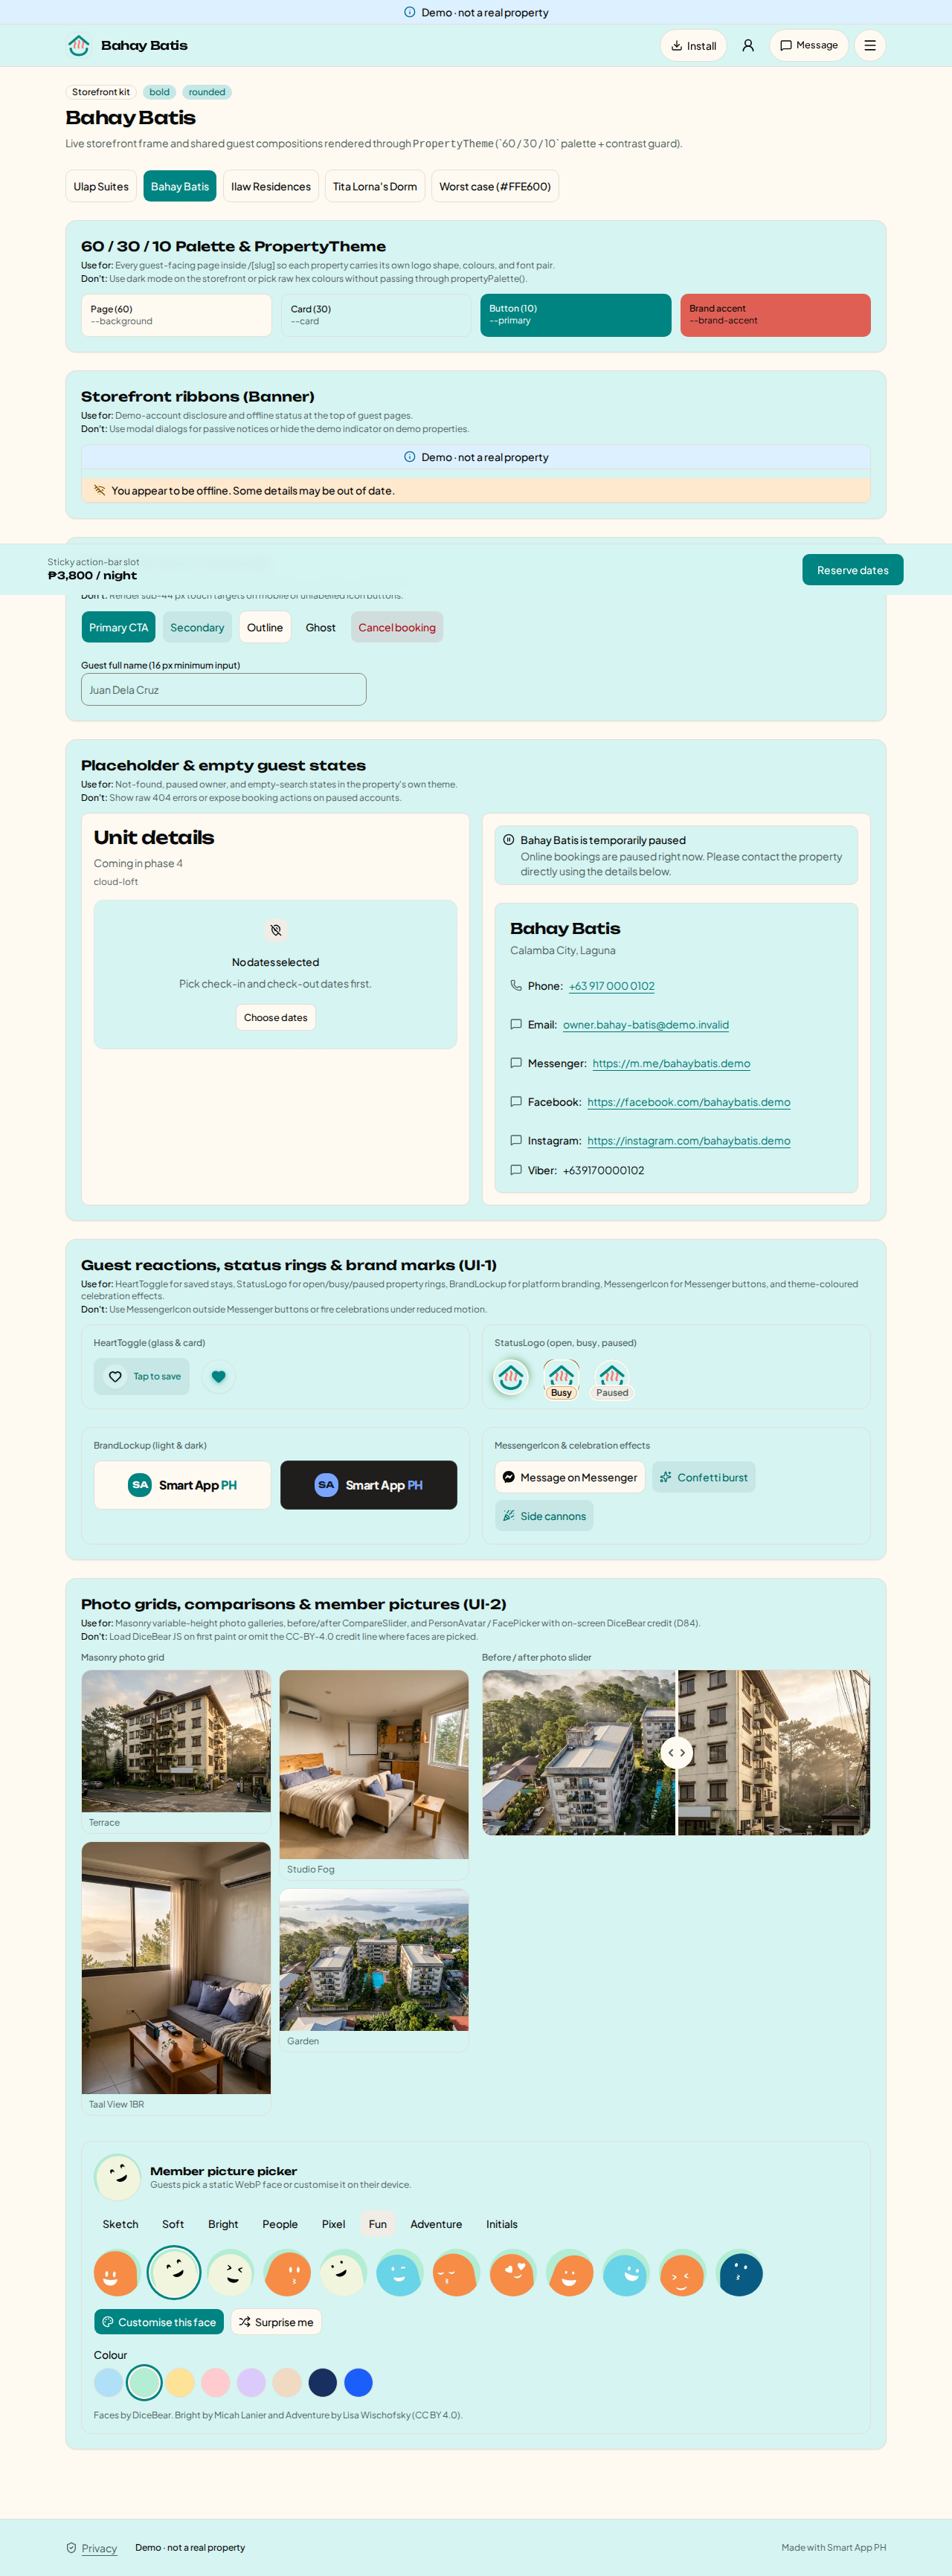 Demo · not a real property
Bahay Batis
Install
Message
Storefront kit
bold
rounded
Bahay Batis
Live storefront frame and shared guest compositions rendered through PropertyTheme (`60 / 30 / 10` palette + contrast guard).
Ulap Suites
Bahay Batis
Ilaw Residences
Tita Lorna's Dorm
Worst case (#FFE600)
60 / 30 / 10 Palette & PropertyTheme
Use for: Every guest-facing page inside /[slug] so each property carries its own logo shape, colours, and font pair.
Don't: Use dark mode on the storefront or pick raw hex colours without passing through propertyPalette().
Page (60)
--background
Card (30)
--card
Button (10)
--primary
Brand accent
--brand-accent
Storefront ribbons (Banner)
Use for: Demo-account disclosure and offline status at the top of guest pages.
Don't: Use modal dialogs for passive notices or hide the demo indicator on demo properties.
Demo · not a real property
You appear to be offline. Some details may be out of date.
Sticky action-bar slot
₱3,800 / night
Reserve dates
Don't: Render sub-44 px touch targets on mobile or unlabelled icon buttons.
Primary CTA
Secondary
Outline
Ghost
Cancel booking
Guest full name (16 px minimum input)
Juan Dela Cruz
Placeholder & empty guest states
Use for: Not-found, paused owner, and empty-search states in the property's own theme.
Don't: Show raw 404 errors or expose booking actions on paused accounts.
Unit details
Coming in phase 4
cloud-loft
No dates selected
Pick check-in and check-out dates first.
Choose dates
Bahay Batis is temporarily paused
Online bookings are paused right now. Please contact the property
directly using the details below.
Bahay Batis
Calamba City, Laguna
Phone: +63 917 000 0102
Email: owner.bahay-batis@demo.invalid
Messenger: https://m.me/bahaybatis.demo
Facebook: https://facebook.com/bahaybatis.demo
Instagram: https://instagram.com/bahaybatis.demo
Viber: +639170000102
Guest reactions, status rings & brand marks (UI-1)
Use for: HeartToggle for saved stays, StatusLogo for open/busy/paused property rings, BrandLockup for platform branding, MessengerIcon for Messenger buttons, and theme-coloured
celebration effects.
Don't: Use MessengerIcon outside Messenger buttons or fire celebrations under reduced motion.
HeartToggle (glass & card)
Tap to save
StatusLogo (open, busy, paused)
Busy
Paused
BrandLockup (light & dark)
SA
Smart App PH
SA
Smart App PH
MessengerIcon & celebration effects
Message on Messenger
Confetti burst
Side cannons
Photo grids, comparisons & member pictures (UI-2)
Use for: Masonry variable-height photo galleries, before/after CompareSlider, and PersonAvatar / FacePicker with on-screen DiceBear credit (D84).
Don't: Load DiceBear JS on first paint or omit the CC-BY-4.0 credit line where faces are picked.
Masonry photo grid
Before / after photo slider
Terrace
Studio Fog
Taal View 1BR
Garden
Member picture picker
Guests pick a static WebP face or customise it on their device.
Sketch
Soft
Bright
People
Pixel
Fun
Adventure
Initials
Customise this face
Surprise me
Colour
Faces by DiceBear. Bright by Micah Lanier and Adventure by Lisa Wischofsky (CC BY 4.0).
Privacy
Demo · not a real property
Made with Smart App PH